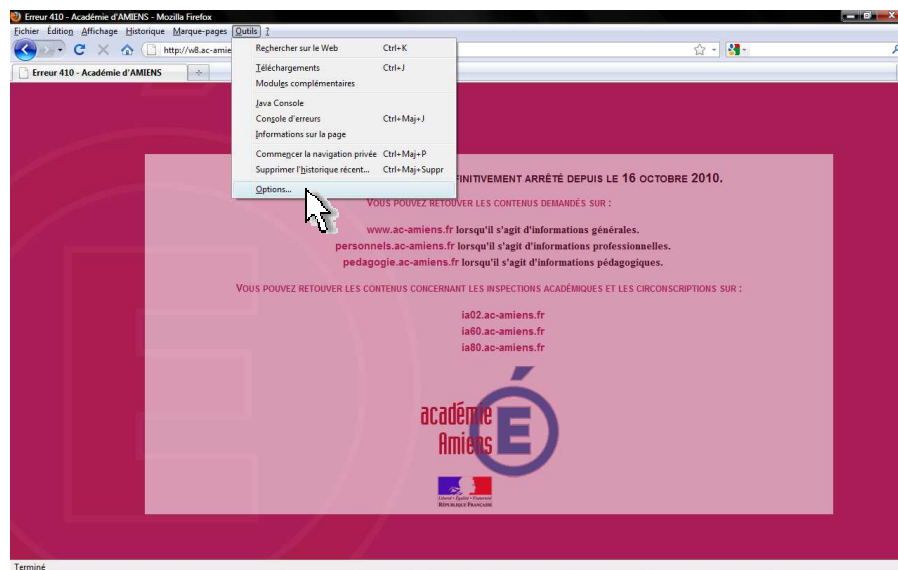 Erreur 410 - Académie d'AMIENS - Mozilla Firefox
Fichier Édition Affichage Historique Marque-pages Outils ?
http://w8.ac-amie
Erreur 410 - Académie d'AMIENS
Rechercher sur le Web Ctrl+K
Téléchargements Ctrl+J
Modules complémentaires
Java Console
Console d'erreurs Ctrl+Maj+J
Informations sur la page
Commencer la navigation privée Ctrl+Maj+P
Supprimer l'historique récent... Ctrl+Maj+Suppr
Options...
INITIVEMENT ARRÊTÉ DEPUIS LE 16 OCTOBRE 2010.
VOUS POUVEZ RETOUVER LES CONTENUS DEMANDÉS SUR :
www.ac-amiens.fr lorsqu'il s'agit d'informations générales.
personnels.ac-amiens.fr lorsqu'il s'agit d'informations professionnelles.
pedagogie.ac-amiens.fr lorsqu'il s'agit d'informations pédagogiques.
VOUS POUVEZ RETOUVER LES CONTENUS CONCERNANT LES INSPECTIONS ACADÉMIQUES ET LES CIRCONSCRIPTIONS SUR :
ia02.ac-amiens.fr
ia60.ac-amiens.fr
ia80.ac-amiens.fr
académie
Amiens
É
Liberté • Égalité • Fraternité
RÉPUBLIQUE FRANÇAISE
Terminé